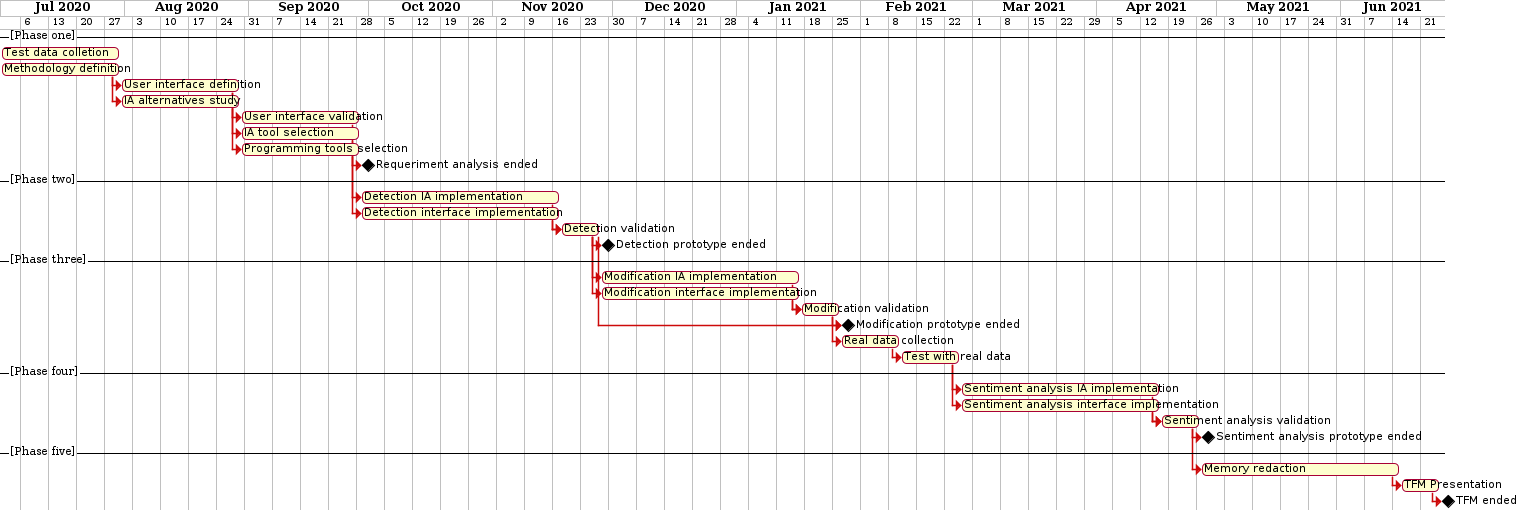 Jul 2020 Aug 2020 Sep 2020 Oct 2020 Nov 2020 Dec 2020 Jan 2021 Feb 2021 Mar 2021 Apr 2021 May 2021 Jun 2021
6 13 20 27 3 10 17 24 31 7 14 21 28 5 12 19 26 2 9 16 23 30 7 14 21 28 4 11 18 25 1 8 15 22 1 8 15 22 29 5 12 19 26 3 10 17 24 31 7 14 21
[Phase one]
Test data colletion
Methodology definition
User interface definition
IA alternatives study
User interface validation
IA tool selection
Programming tools selection
Requeriment analysis ended
[Phase two]
Detection IA implementation
Detection interface implementation
Detection validation
Detection prototype ended
[Phase three]
Modification IA implementation
Modification interface implementation
Modification validation
Modification prototype ended
Real data collection
Test with real data
[Phase four]
Sentiment analysis IA implementation
Sentiment analysis interface implementation
Sentiment analysis validation
Sentiment analysis prototype ended
[Phase five]
Memory redaction
TFM Presentation
TFM ended